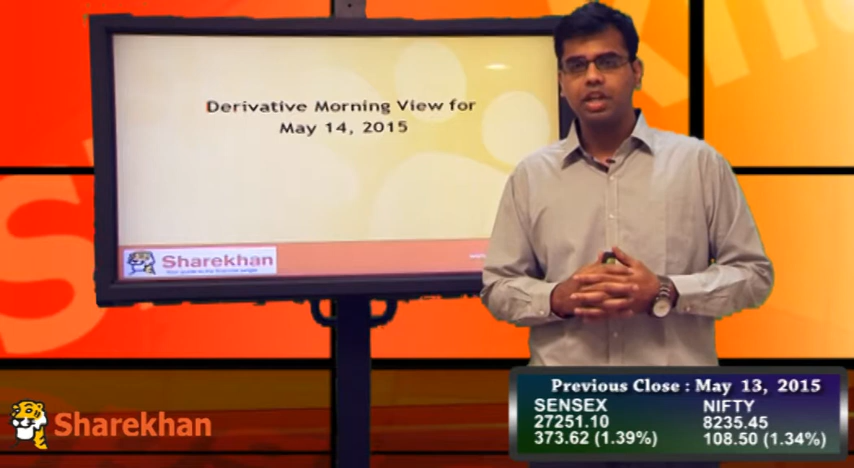 Derivative Morning View for
May 14, 2015
Sharekhan
Sharekhan
Previous Close : May 13, 2015
SENSEX NIFTY
27251.10 8235.45
373.62 (1.39%) 108.50 (1.34%)